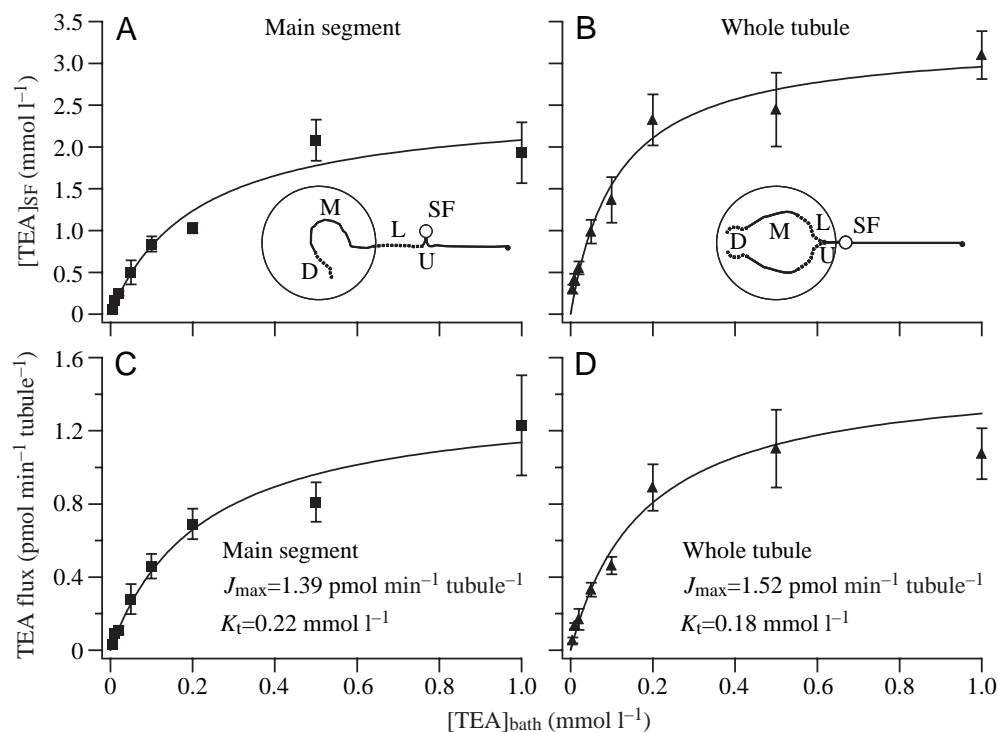 A Main segment
B Whole tubule
[TEA]SF (mmol l−1)
3.5
3.0
2.5
2.0
1.5
1.0
0.5
0
M
D
L
SF
U
D
M
L
U
SF
C
D
TEA flux (pmol min−1 tubule−1)
1.6
1.2
0.8
0.4
0
Main segment
Jmax=1.39 pmol min−1 tubule−1
Kt=0.22 mmol l−1
Whole tubule
Jmax=1.52 pmol min−1 tubule−1
Kt=0.18 mmol l−1
0 0.2 0.4 0.6 0.8 1.0
0 0.2 0.4 0.6 0.8 1.0
[TEA]bath (mmol l−1)